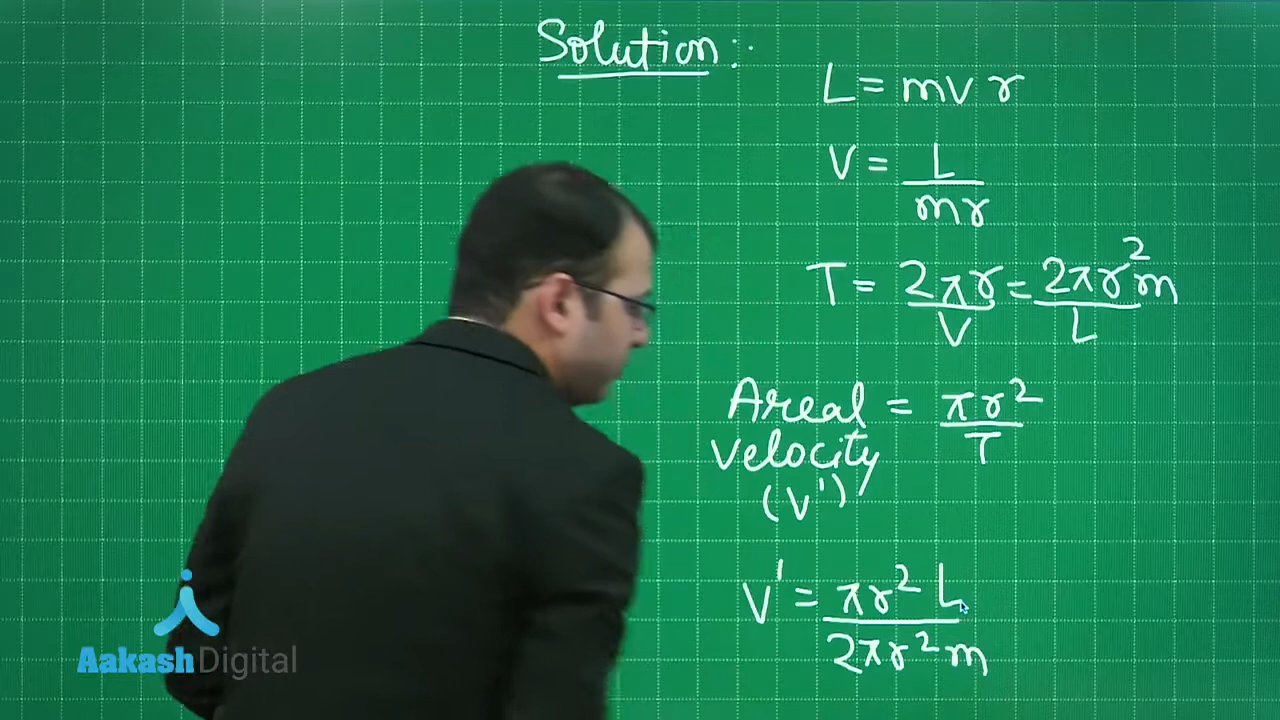 Solution:
L = mvr
V = L/mr
T = 2πr/V = 2πr²m/L
Areal velocity (V') = πr²/T
V' = πr² L/2πr²m
Aakash Digital